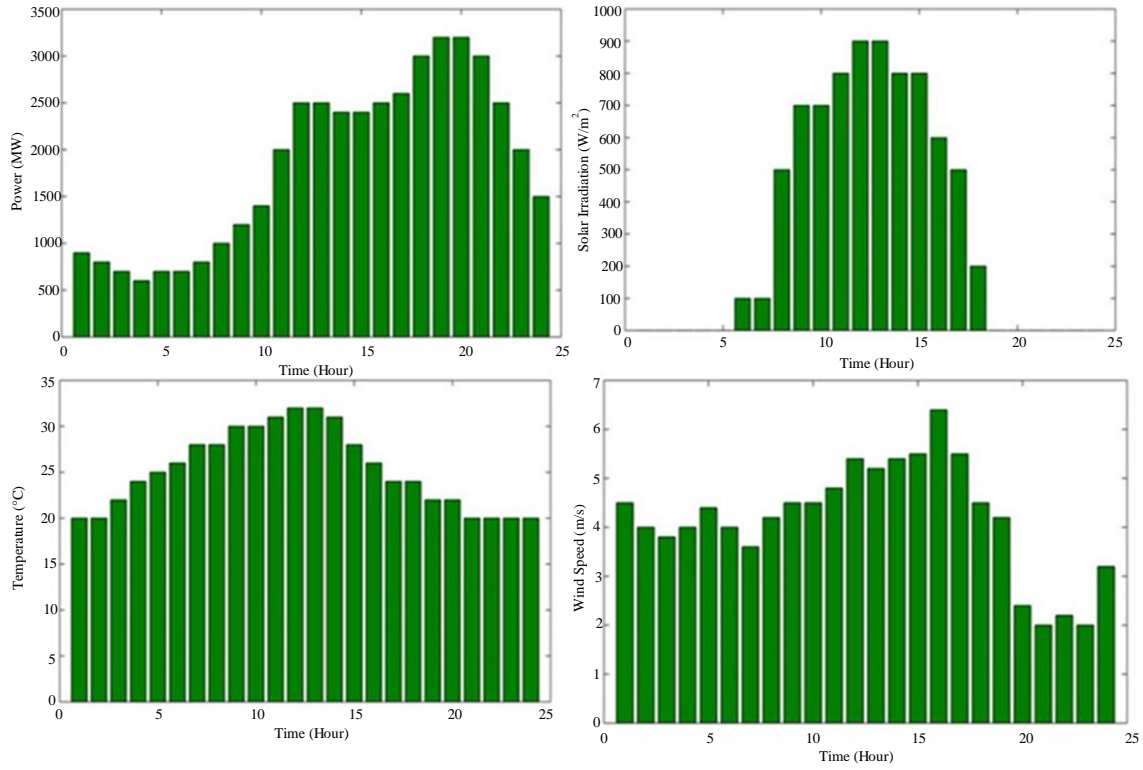 3500
3000
2500
2000
1500
1000
500
0
Power (MW)
0 5 10 15 20 25
Time (Hour)
1000
900
800
700
600
500
400
300
200
100
0
Solar Irradiation (W/m²)
0 5 10 15 20 25
Time (Hour)
35
30
25
20
15
10
5
0
Temperature (°C)
0 5 10 15 20 25
Time (Hour)
7
6
5
4
3
2
1
0
Wind Speed (m/s)
0 5 10 15 20 25
Time (Hour)